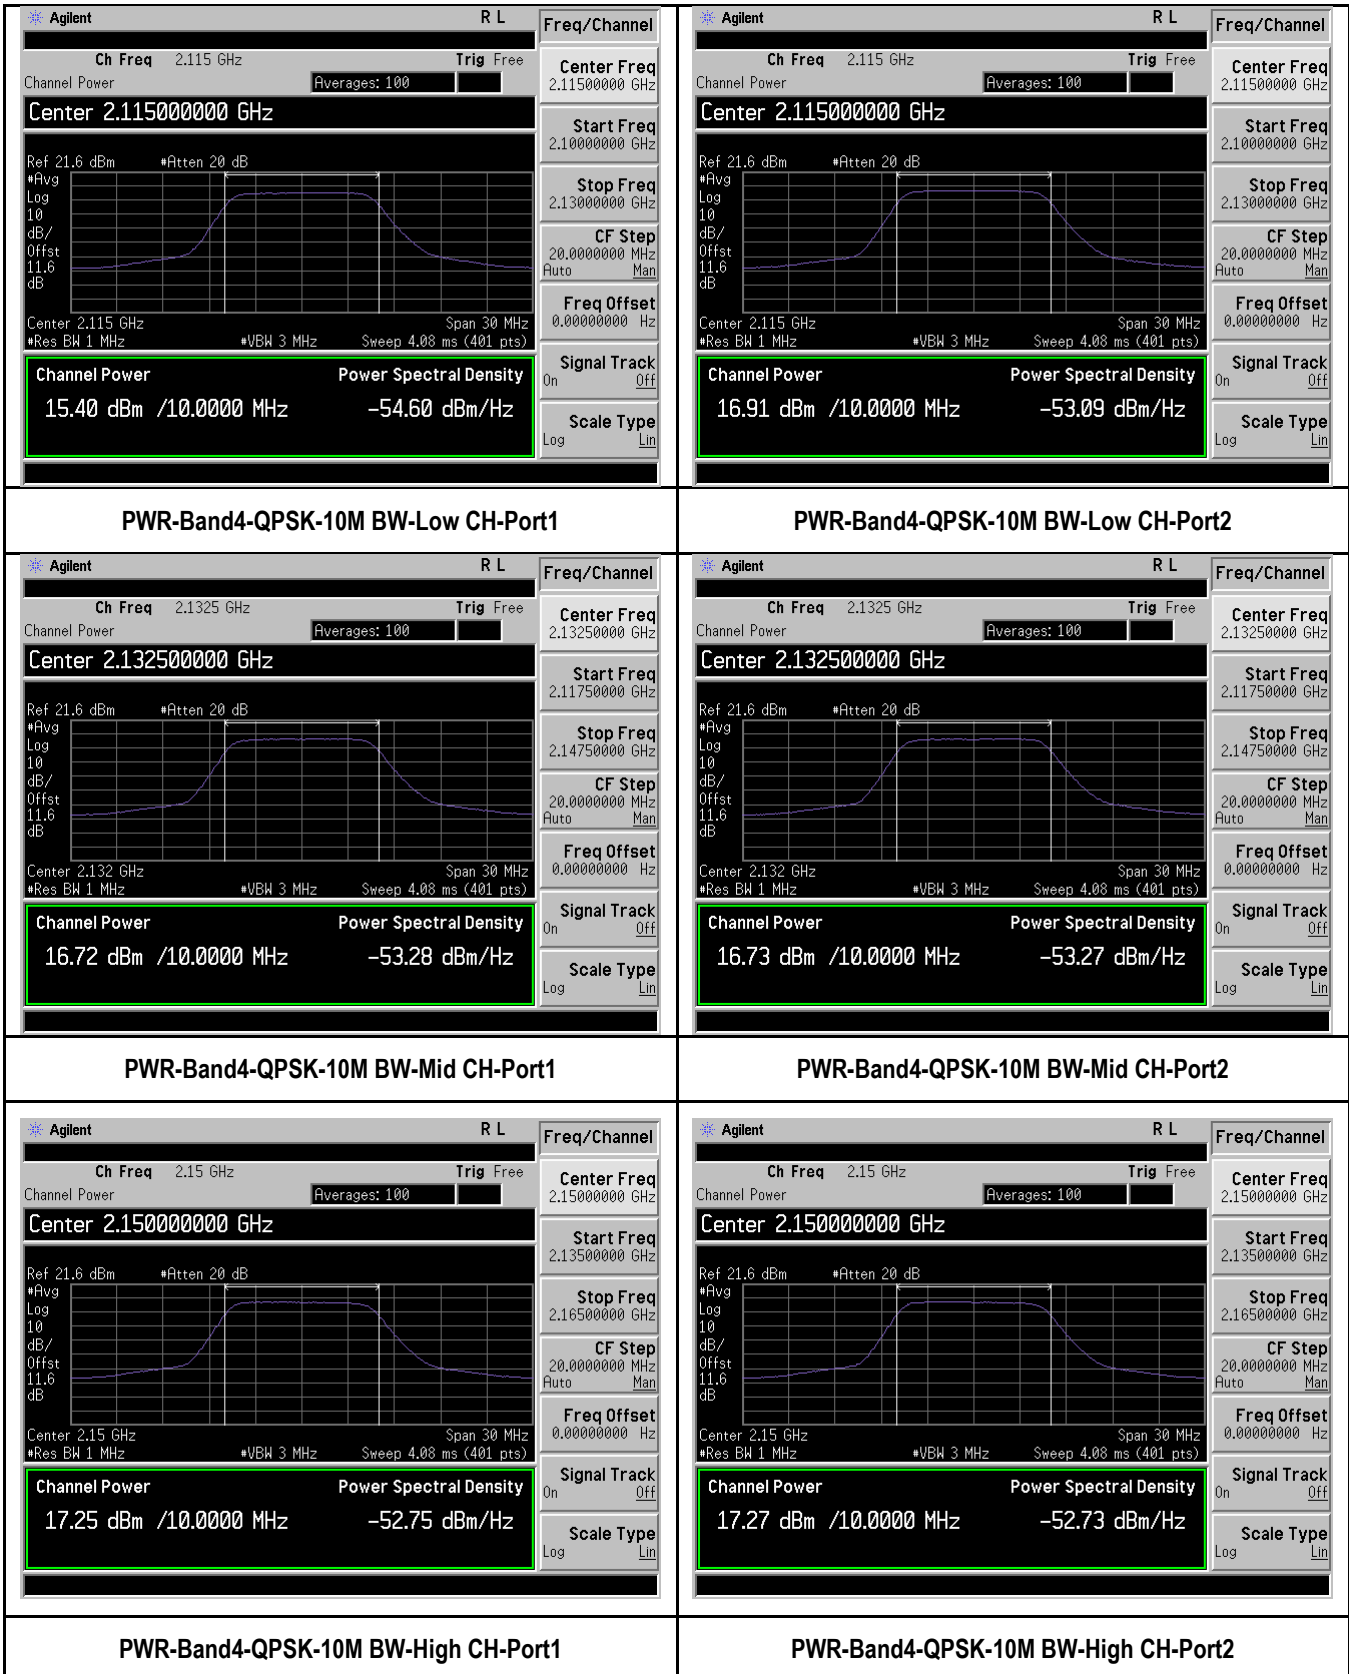 Agilent R L Freq/Channel
Ch Freq 2.115 GHz Trig Free
Channel Power Averages: 100
Center 2.115000000 GHz
Ref 21.6 dBm #Atten 20 dB
#Avg
Log
10
dB/
Offst
11.6
dB
Center 2.115 GHz Span 30 MHz
#Res BW 1 MHz #VBW 3 MHz Sweep 4.08 ms (401 pts)
Channel Power Power Spectral Density
15.40 dBm /10.0000 MHz -54.60 dBm/Hz
Center Freq
2.11500000 GHz
Start Freq
2.10000000 GHz
Stop Freq
2.13000000 GHz
CF Step
20.0000000 MHz
Auto Man
Freq Offset
0.00000000 Hz
Signal Track
On Off
Scale Type
Log Lin
PWR-Band4-QPSK-10M BW-Low CH-Port1
Agilent R L Freq/Channel
Ch Freq 2.115 GHz Trig Free
Channel Power Averages: 100
Center 2.115000000 GHz
Ref 21.6 dBm #Atten 20 dB
#Avg
Log
10
dB/
Offst
11.6
dB
Center 2.115 GHz Span 30 MHz
#Res BW 1 MHz #VBW 3 MHz Sweep 4.08 ms (401 pts)
Channel Power Power Spectral Density
16.91 dBm /10.0000 MHz -53.09 dBm/Hz
Center Freq
2.11500000 GHz
Start Freq
2.10000000 GHz
Stop Freq
2.13000000 GHz
CF Step
20.0000000 MHz
Auto Man
Freq Offset
0.00000000 Hz
Signal Track
On Off
Scale Type
Log Lin
PWR-Band4-QPSK-10M BW-Low CH-Port2
Agilent R L Freq/Channel
Ch Freq 2.1325 GHz Trig Free
Channel Power Averages: 100
Center 2.132500000 GHz
Ref 21.6 dBm #Atten 20 dB
#Avg
Log
10
dB/
Offst
11.6
dB
Center 2.132 GHz Span 30 MHz
#Res BW 1 MHz #VBW 3 MHz Sweep 4.08 ms (401 pts)
Channel Power Power Spectral Density
16.72 dBm /10.0000 MHz -53.28 dBm/Hz
Center Freq
2.13250000 GHz
Start Freq
2.11750000 GHz
Stop Freq
2.14750000 GHz
CF Step
20.0000000 MHz
Auto Man
Freq Offset
0.00000000 Hz
Signal Track
On Off
Scale Type
Log Lin
PWR-Band4-QPSK-10M BW-Mid CH-Port1
Agilent R L Freq/Channel
Ch Freq 2.1325 GHz Trig Free
Channel Power Averages: 100
Center 2.132500000 GHz
Ref 21.6 dBm #Atten 20 dB
#Avg
Log
10
dB/
Offst
11.6
dB
Center 2.132 GHz Span 30 MHz
#Res BW 1 MHz #VBW 3 MHz Sweep 4.08 ms (401 pts)
Channel Power Power Spectral Density
16.73 dBm /10.0000 MHz -53.27 dBm/Hz
Center Freq
2.13250000 GHz
Start Freq
2.11750000 GHz
Stop Freq
2.14750000 GHz
CF Step
20.0000000 MHz
Auto Man
Freq Offset
0.00000000 Hz
Signal Track
On Off
Scale Type
Log Lin
PWR-Band4-QPSK-10M BW-Mid CH-Port2
Agilent R L Freq/Channel
Ch Freq 2.15 GHz Trig Free
Channel Power Averages: 100
Center 2.150000000 GHz
Ref 21.6 dBm #Atten 20 dB
#Avg
Log
10
dB/
Offst
11.6
dB
Center 2.15 GHz Span 30 MHz
#Res BW 1 MHz #VBW 3 MHz Sweep 4.08 ms (401 pts)
Channel Power Power Spectral Density
17.25 dBm /10.0000 MHz -52.75 dBm/Hz
Center Freq
2.15000000 GHz
Start Freq
2.13500000 GHz
Stop Freq
2.16500000 GHz
CF Step
20.0000000 MHz
Auto Man
Freq Offset
0.00000000 Hz
Signal Track
On Off
Scale Type
Log Lin
PWR-Band4-QPSK-10M BW-High CH-Port1
Agilent R L Freq/Channel
Ch Freq 2.15 GHz Trig Free
Channel Power Averages: 100
Center 2.150000000 GHz
Ref 21.6 dBm #Atten 20 dB
#Avg
Log
10
dB/
Offst
11.6
dB
Center 2.15 GHz Span 30 MHz
#Res BW 1 MHz #VBW 3 MHz Sweep 4.08 ms (401 pts)
Channel Power Power Spectral Density
17.27 dBm /10.0000 MHz -52.73 dBm/Hz
Center Freq
2.15000000 GHz
Start Freq
2.13500000 GHz
Stop Freq
2.16500000 GHz
CF Step
20.0000000 MHz
Auto Man
Freq Offset
0.00000000 Hz
Signal Track
On Off
Scale Type
Log Lin
PWR-Band4-QPSK-10M BW-High CH-Port2